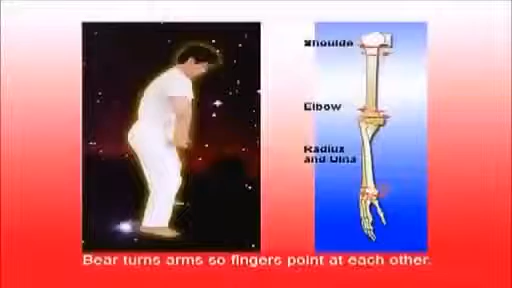 Shoulde
Elbow
Radius
and Ulna
Bear turns arms so fingers point at each other.